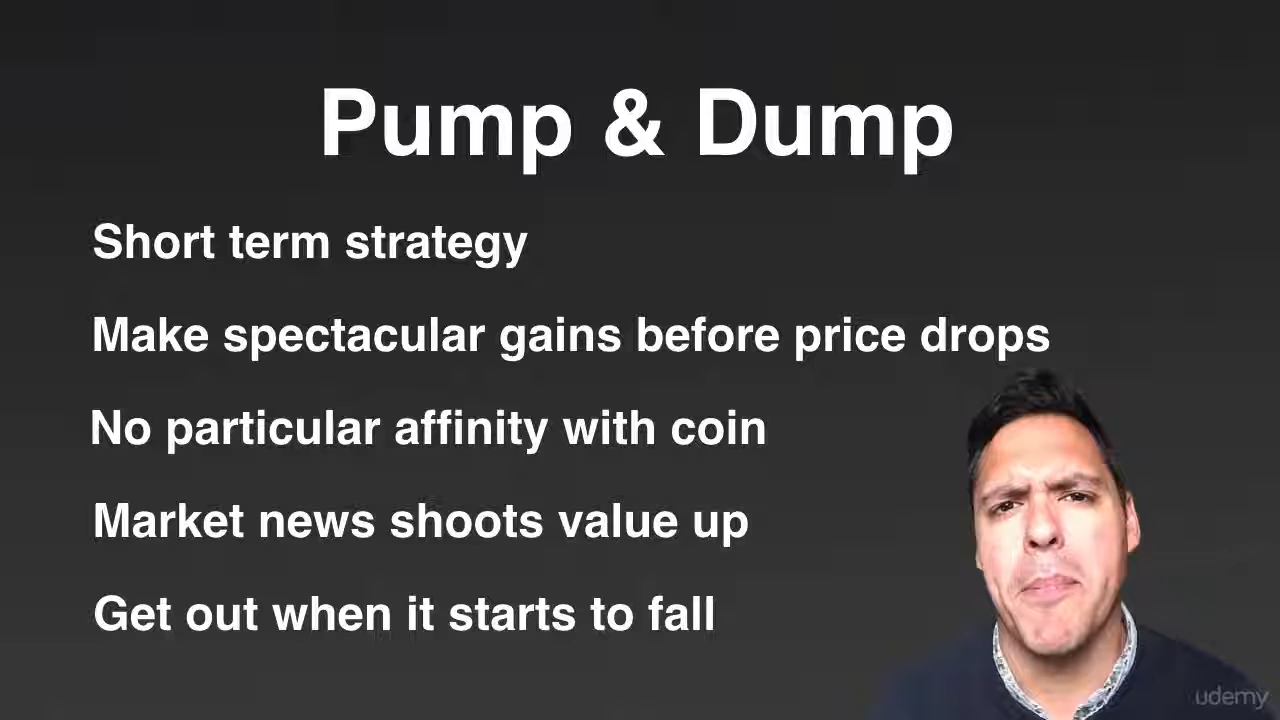 Pump & Dump
Short term strategy
Make spectacular gains before price drops
No particular affinity with coin
Market news shoots value up
Get out when it starts to fall
udemy